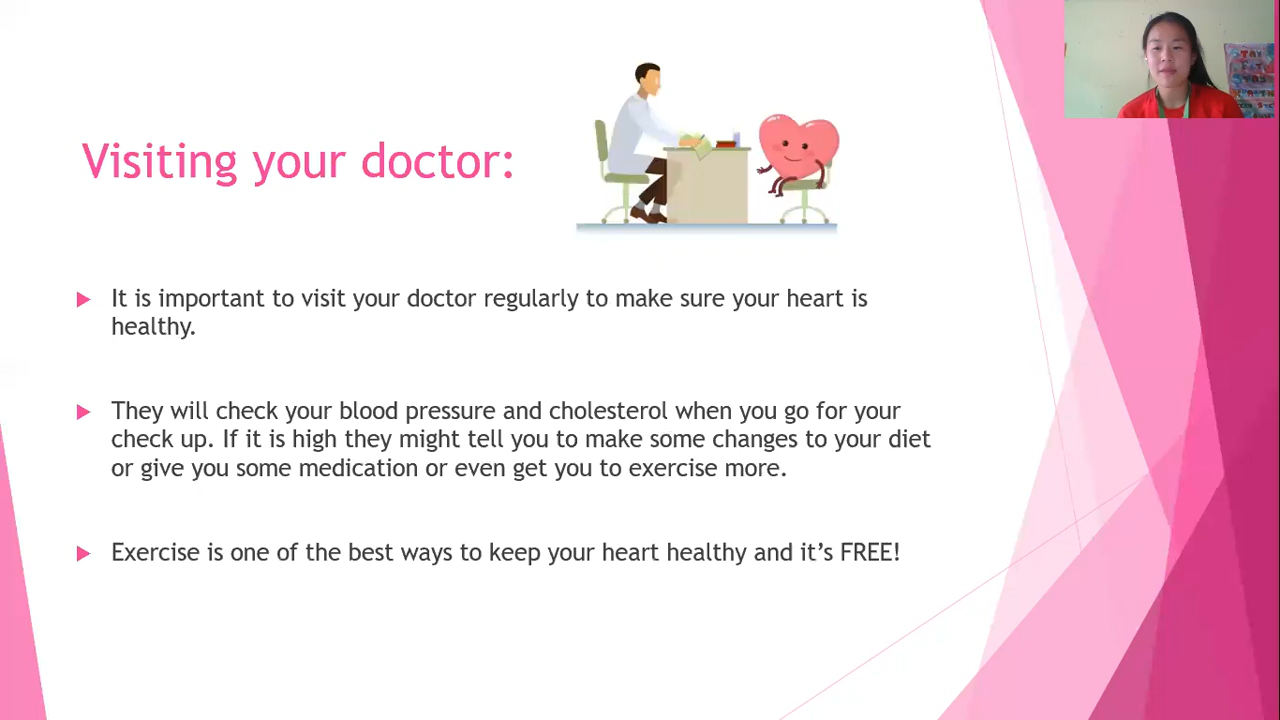 Visiting your doctor:
It is important to visit your doctor regularly to make sure your heart is
healthy.
They will check your blood pressure and cholesterol when you go for your
check up. If it is high they might tell you to make some changes to your diet
or give you some medication or even get you to exercise more.
Exercise is one of the best ways to keep your heart healthy and it’s FREE!